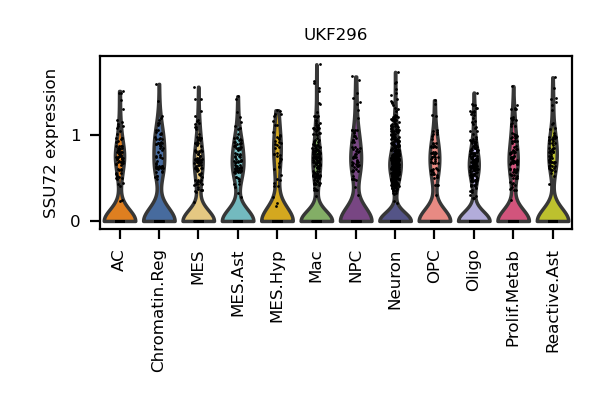 UKF296
SSU72 expression
1
0
AC
Chromatin.Reg
MES
MES.Ast
MES.Hyp
Mac
NPC
Neuron
OPC
Oligo
Prolif.Metab
Reactive.Ast